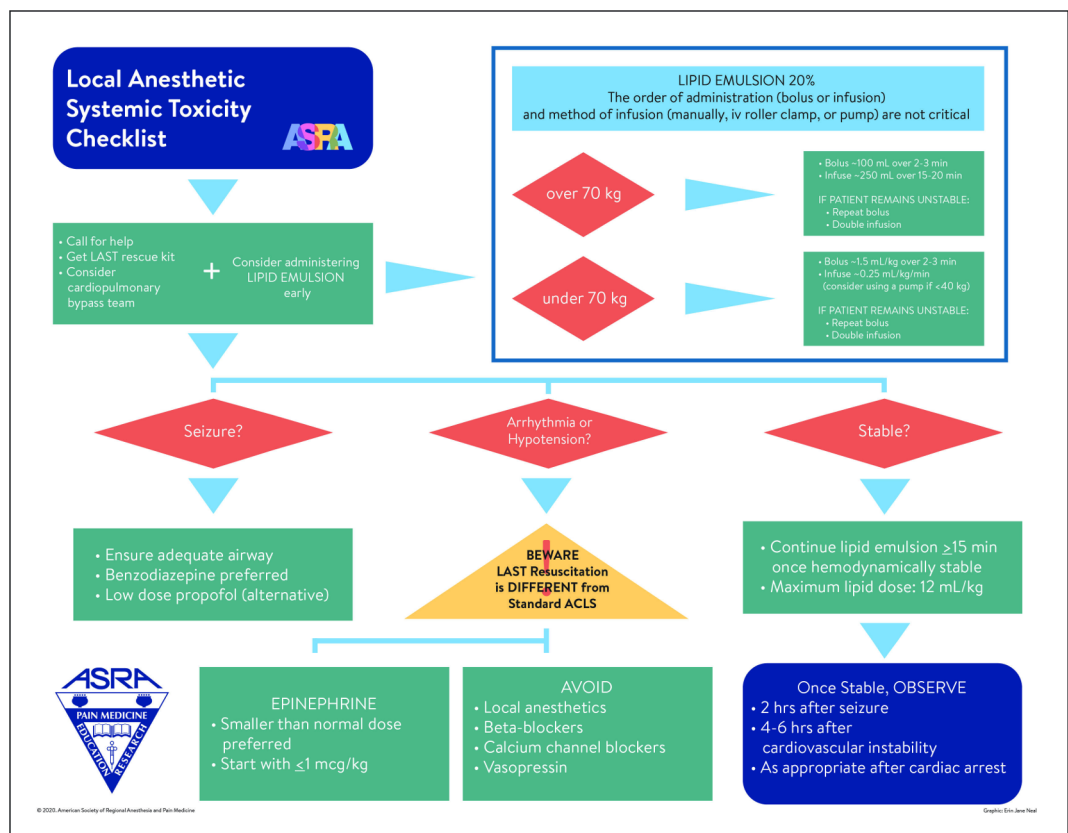 Local Anesthetic
Systemic Toxicity
Checklist
ASRA
• Call for help
• Get LAST rescue kit
• Consider
cardiopulmonary
bypass team
+
Consider administering
LIPID EMULSION
early
LIPID EMULSION 20%
The order of administration (bolus or infusion)
and method of infusion (manually, iv roller clamp, or pump) are not critical
over 70 kg
• Bolus ~100 mL over 2-3 min
• Infuse ~250 mL over 15-20 min
IF PATIENT REMAINS UNSTABLE:
• Repeat bolus
• Double infusion
under 70 kg
• Bolus ~1.5 mL/kg over 2-3 min
• Infuse ~0.25 mL/kg/min
(consider using a pump if <40 kg)
IF PATIENT REMAINS UNSTABLE:
• Repeat bolus
• Double infusion
Seizure?
Arrhythmia or
Hypotension?
Stable?
• Ensure adequate airway
• Benzodiazepine preferred
• Low dose propofol (alternative)
!
BEWARE
LAST Resuscitation
is DIFFERENT from
Standard ACLS
• Continue lipid emulsion ≥15 min
once hemodynamically stable
• Maximum lipid dose: 12 mL/kg
ASRA
PAIN MEDICINE
EDUCATION
RESEARCH
EPINEPHRINE
• Smaller than normal dose
preferred
• Start with ≤1 mcg/kg
AVOID
• Local anesthetics
• Beta-blockers
• Calcium channel blockers
• Vasopressin
Once Stable, OBSERVE
• 2 hrs after seizure
• 4-6 hrs after
cardiovascular instability
• As appropriate after cardiac arrest
© 2020, American Society of Regional Anesthesia and Pain Medicine
Graphic: Erin Jane Neal